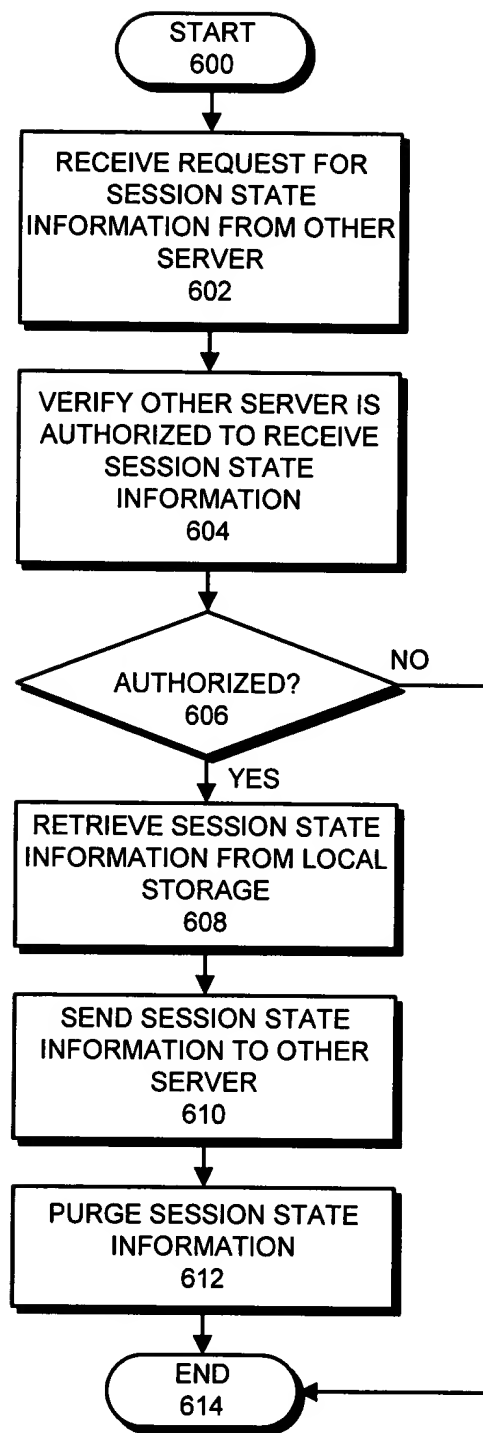 START
600
RECEIVE REQUEST FOR
SESSION STATE
INFORMATION FROM OTHER
SERVER
602
VERIFY OTHER SERVER IS
AUTHORIZED TO RECEIVE
SESSION STATE
INFORMATION
604
AUTHORIZED?
606
NO
YES
RETRIEVE SESSION STATE
INFORMATION FROM LOCAL
STORAGE
608
SEND SESSION STATE
INFORMATION TO OTHER
SERVER
610
PURGE SESSION STATE
INFORMATION
612
END
614